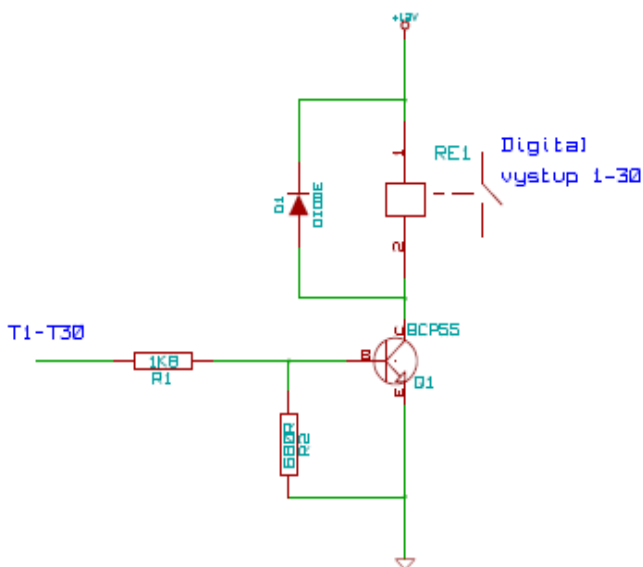 +12V
1
RE1
Digital
vystup 1-30
D1
DIODE
2
T1-T30
C
BCP55
B
1K8
R1
Q1
E
680R
R2